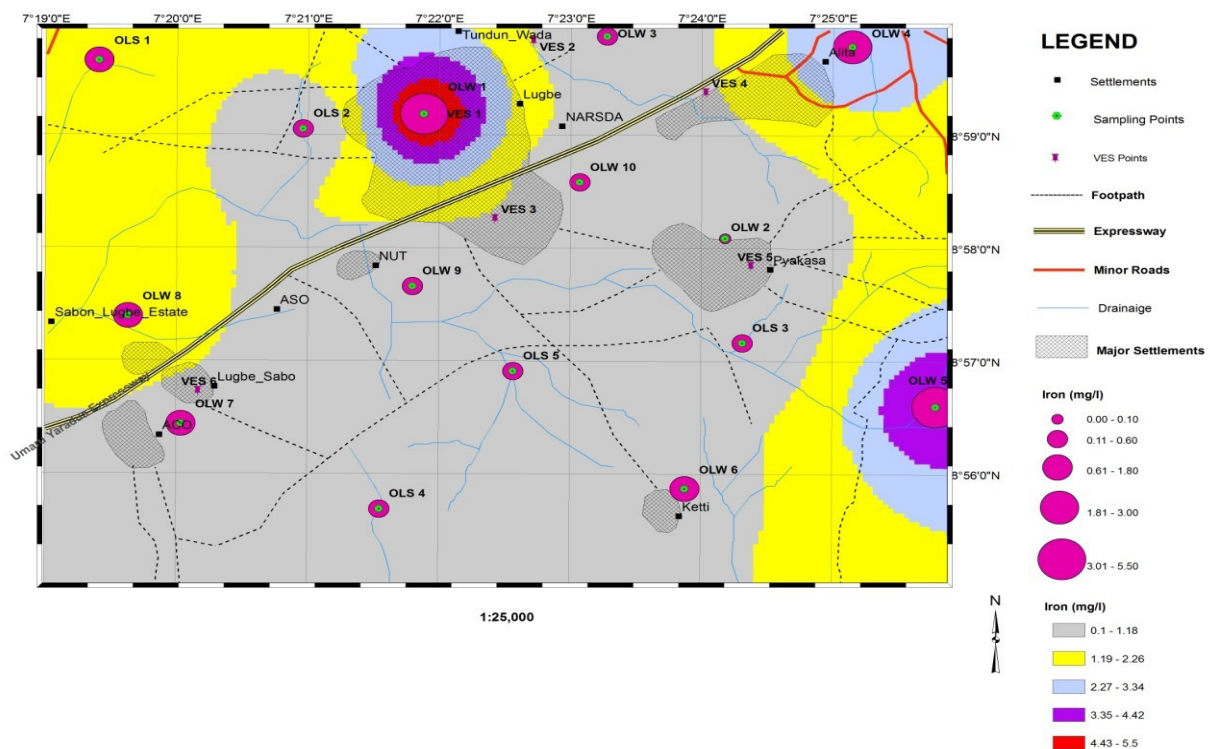 7°19'0"E 7°20'0"E 7°21'0"E 7°22'0"E 7°23'0"E 7°24'0"E 7°25'0"E
OLS 1
Tundun_Wada
VES 2
OLW 3
OLW 4
Alita
OLW 1
VES 1
Lugbe
VES 4
OLS 2
NARSDA
8°59'0"N
OLW 10
VES 3
OLW 2
8°58'0"N
NUT
VES 5
Pyakasa
OLW 9
OLW 8
ASO
Sabon_Lugbe_Estate
OLS 3
OLS 5
8°57'0"N
VES 6
Lugbe_Sabo
OLW 5
Umaru Yaradua Expressway
OLW 7
ACO
8°56'0"N
OLW 6
OLS 4
Ketti
1:25,000
N
LEGEND
Settlements
Sampling Points
VES Points
Footpath
Expressway
Minor Roads
Drainaige
Major Settlements
Iron (mg/l)
0.00 - 0.10
0.11 - 0.60
0.61 - 1.80
1.81 - 3.00
3.01 - 5.50
Iron (mg/l)
0.1 - 1.18
1.19 - 2.26
2.27 - 3.34
3.35 - 4.42
4.43 - 5.5